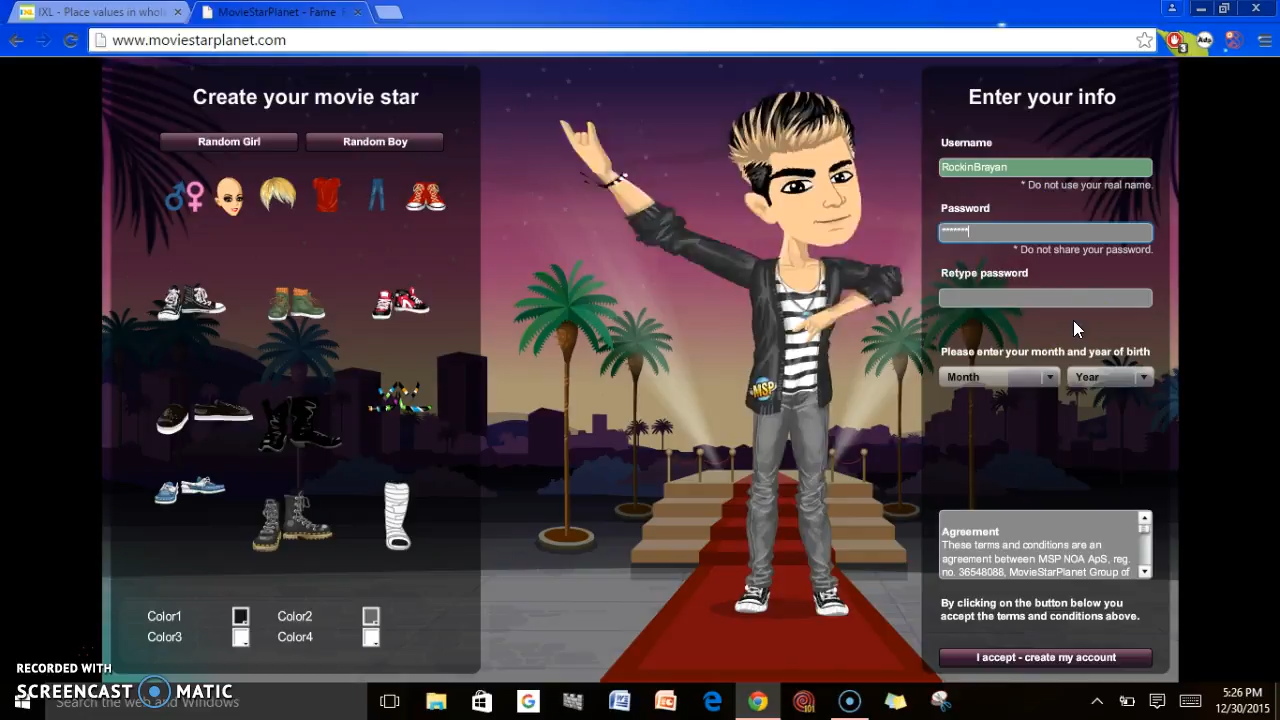 IXL - Place values in whol
MovieStarPlanet - Fame, F
www.moviestarplanet.com
3
Create your movie star
Random Girl
Random Boy
MSP
Color1
Color2
Color3
Color4
Enter your info
Username
RockinBrayan
* Do not use your real name.
Password
*******
* Do not share your password.
Retype password
Please enter your month and year of birth
Month
Year
Agreement
These terms and conditions are an
agreement between MSP NOA ApS, reg.
no. 36548088, MovieStarPlanet Group of
By clicking on the button below you
accept the terms and conditions above.
I accept - create my account
RECORDED WITH
SCREENCAST MATIC
Search the web and Windows
101
5:26 PM
12/30/2015